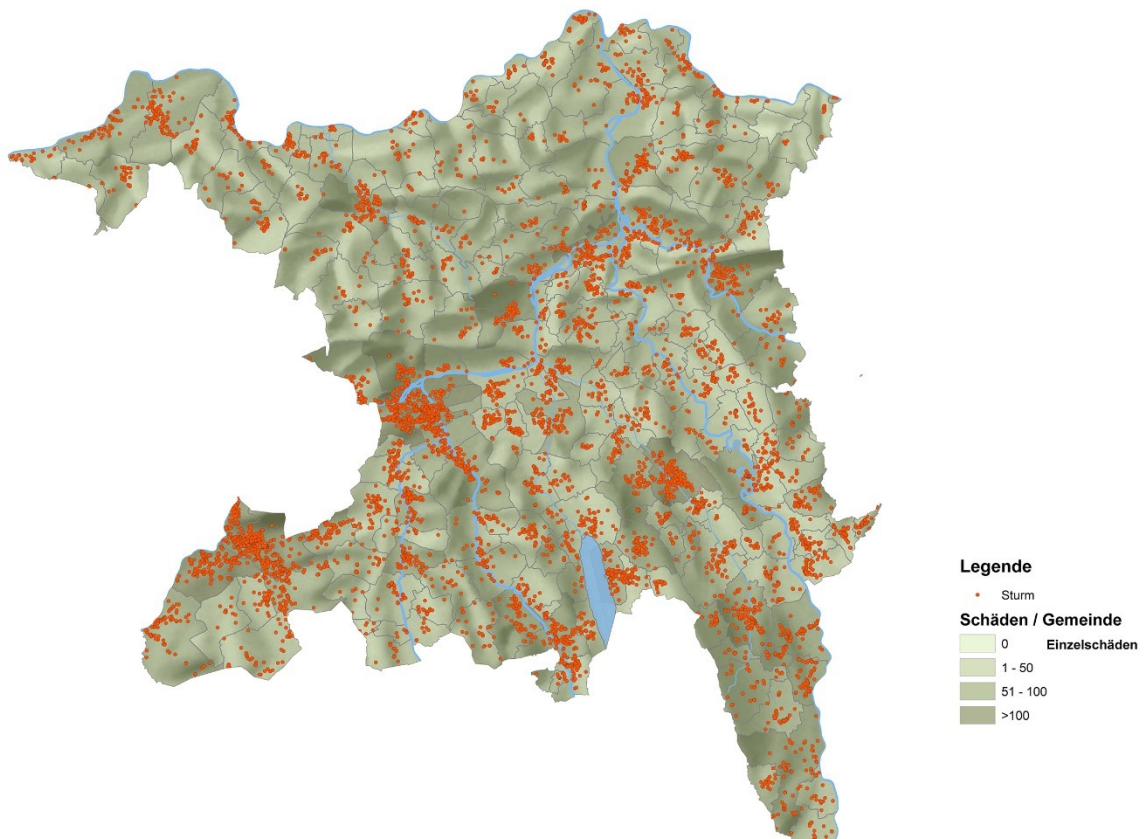 Legende
Sturm
Schäden / Gemeinde
0 Einzelschäden
1 - 50
51 - 100
>100